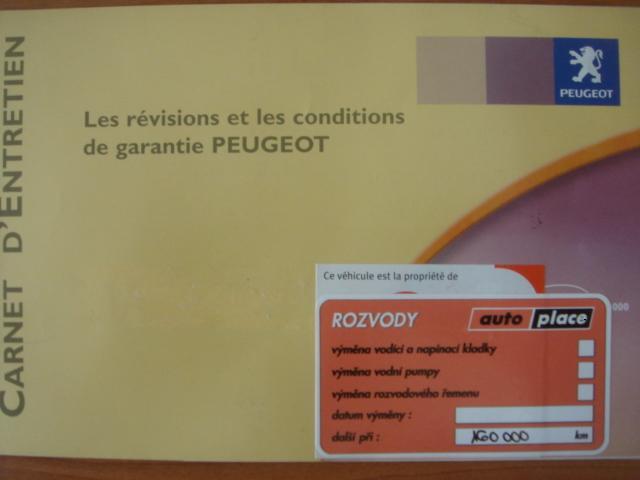 CARNET D'ENTRETIEN
PEUGEOT
Les révisions et les conditions
de garantie PEUGEOT
Ce véhicule est la propriété de
000
ROZVODY auto place
výměna vodící a napínací kladky
výměna vodní pumpy
výměna rozvodového řemenu
datum výměny :
další při : 160 000 km